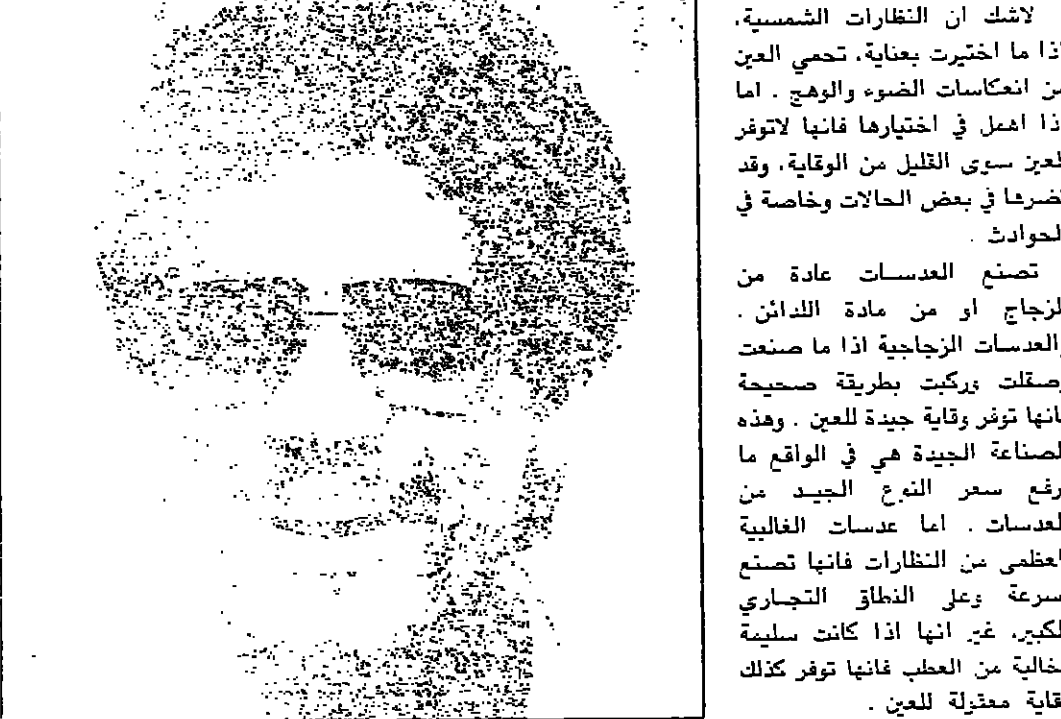 لاشك ان النظارات الشمسية،
اذا ما اختيرت بعناية، تحمي العين
من انعكاسات الضوء والوهج . اما
اذا اهمل في اختيارها فانها لاتوفر
للعين سوى القليل من الوقاية، وقد
تضرها في بعض الحالات وخاصة في
الحوادث .
تصنع العدسات عادة من
الزجاج او من مادة اللدائن .
والعدسات الزجاجية اذا ما صنعت
وصقلت وركبت بطريقة صحيحة
فانها توفر وقاية جيدة للعين . وهذه
الصناعة الجيدة هي في الواقع ما
رفع سعر النوع الجيد من
العدسات . اما عدسات الغالبية
العظمى من النظارات فانها تصنع
بسرعة وعلى النطاق التجاري
الكبير، غير انها اذا كانت سليمة
خالية من العطب فانها توفر كذلك
وقاية معقولة للعين .